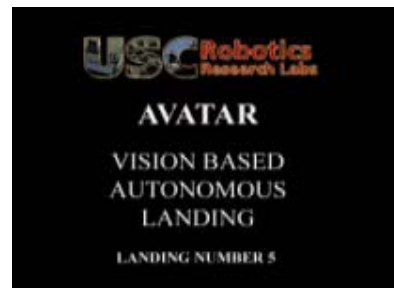 USC Robotics
Research Labs
AVATAR
VISION BASED
AUTONOMOUS
LANDING
LANDING NUMBER 5